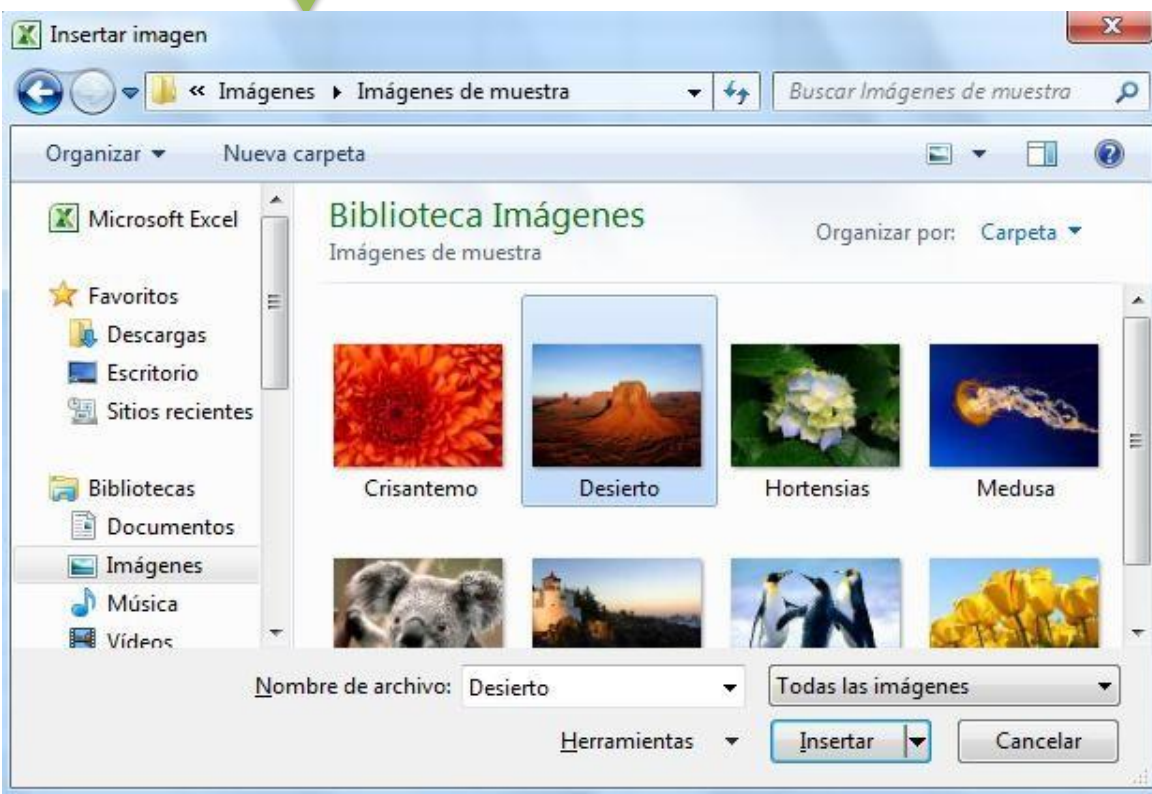 Insertar imagen
« Imágenes ▸ Imágenes de muestra
Buscar Imágenes de muestra
Organizar
Nueva carpeta
Microsoft Excel
Favoritos
Descargas
Escritorio
Sitios recientes
Bibliotecas
Documentos
Imágenes
Música
Vídeos
Biblioteca Imágenes
Imágenes de muestra
Organizar por: Carpeta
Crisantemo
Desierto
Hortensias
Medusa
Nombre de archivo: Desierto
Todas las imágenes
Herramientas
Insertar
Cancelar